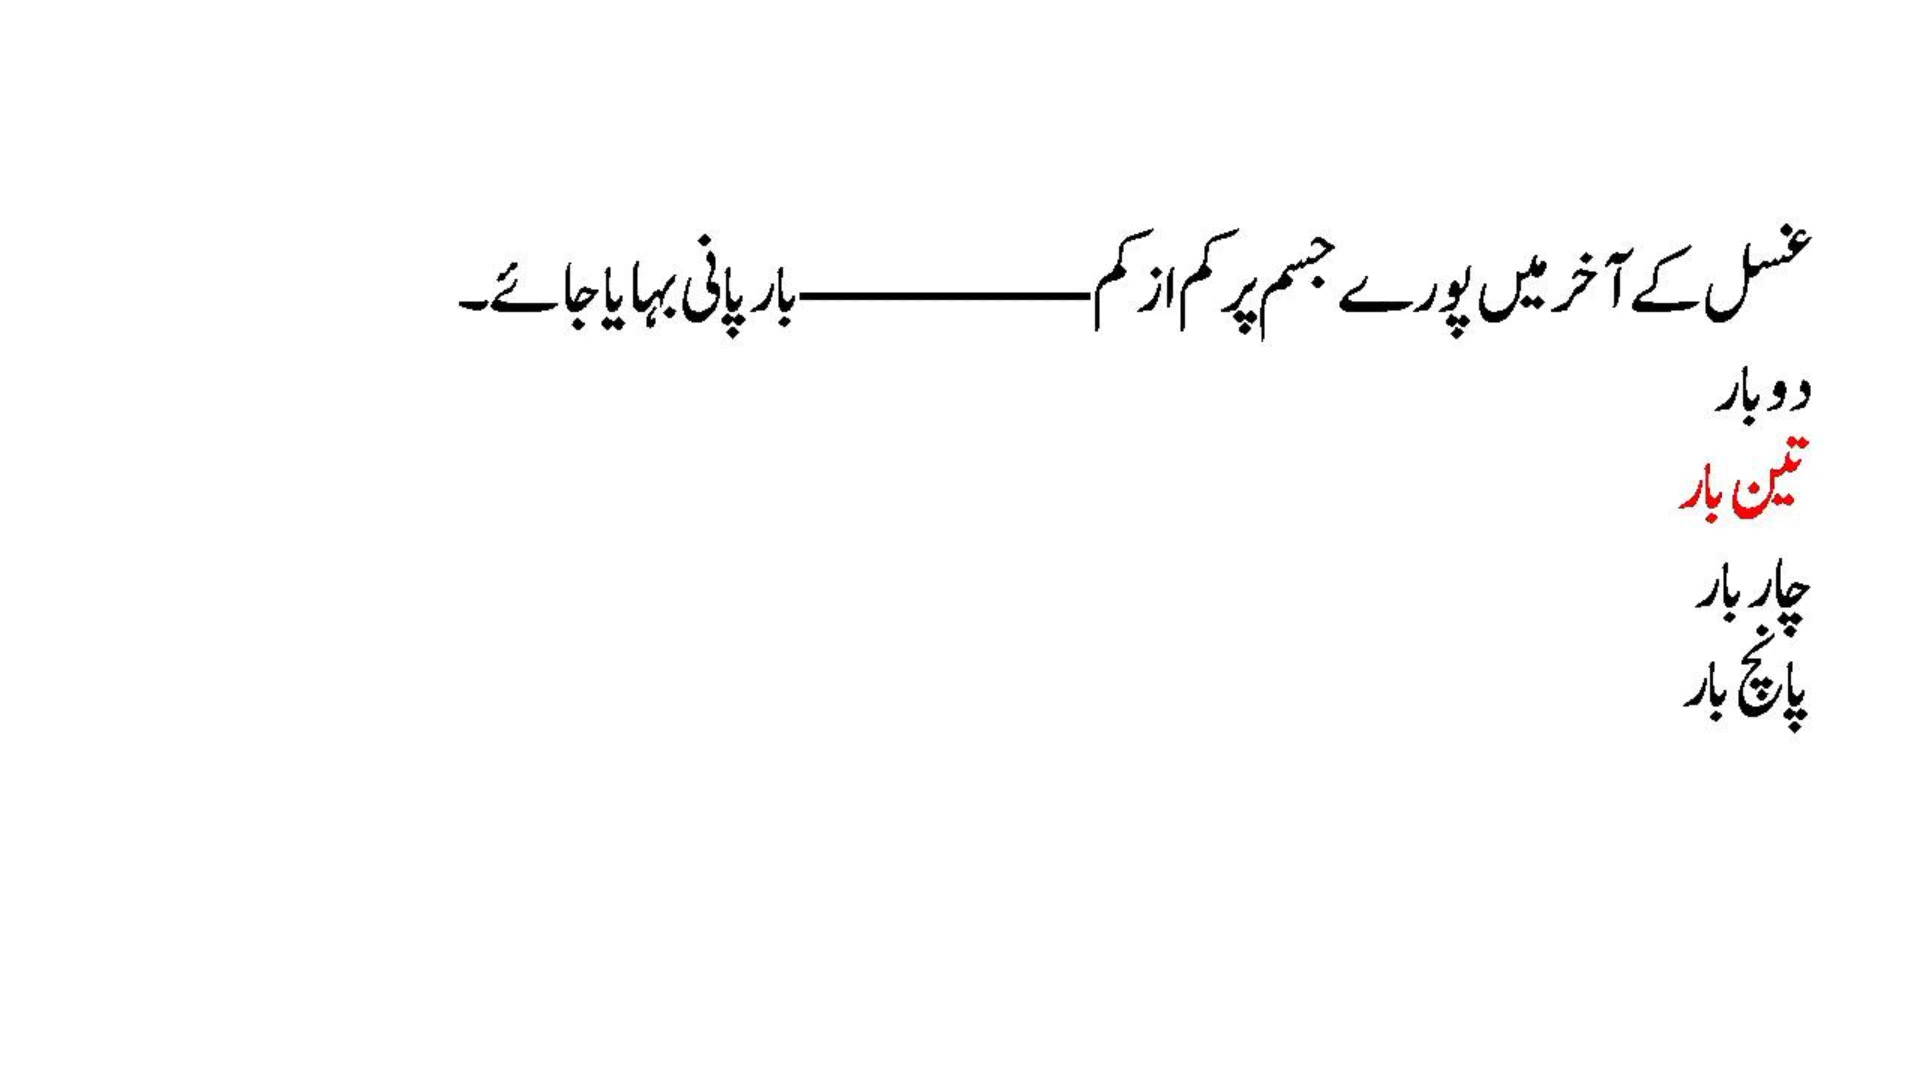 غسل کے آخر میں پورے جسم پر کم از کم ــــــــــــــــــــ بار پانی بہایا جائے۔
دو بار
تین بار
چار بار
پانچ بار